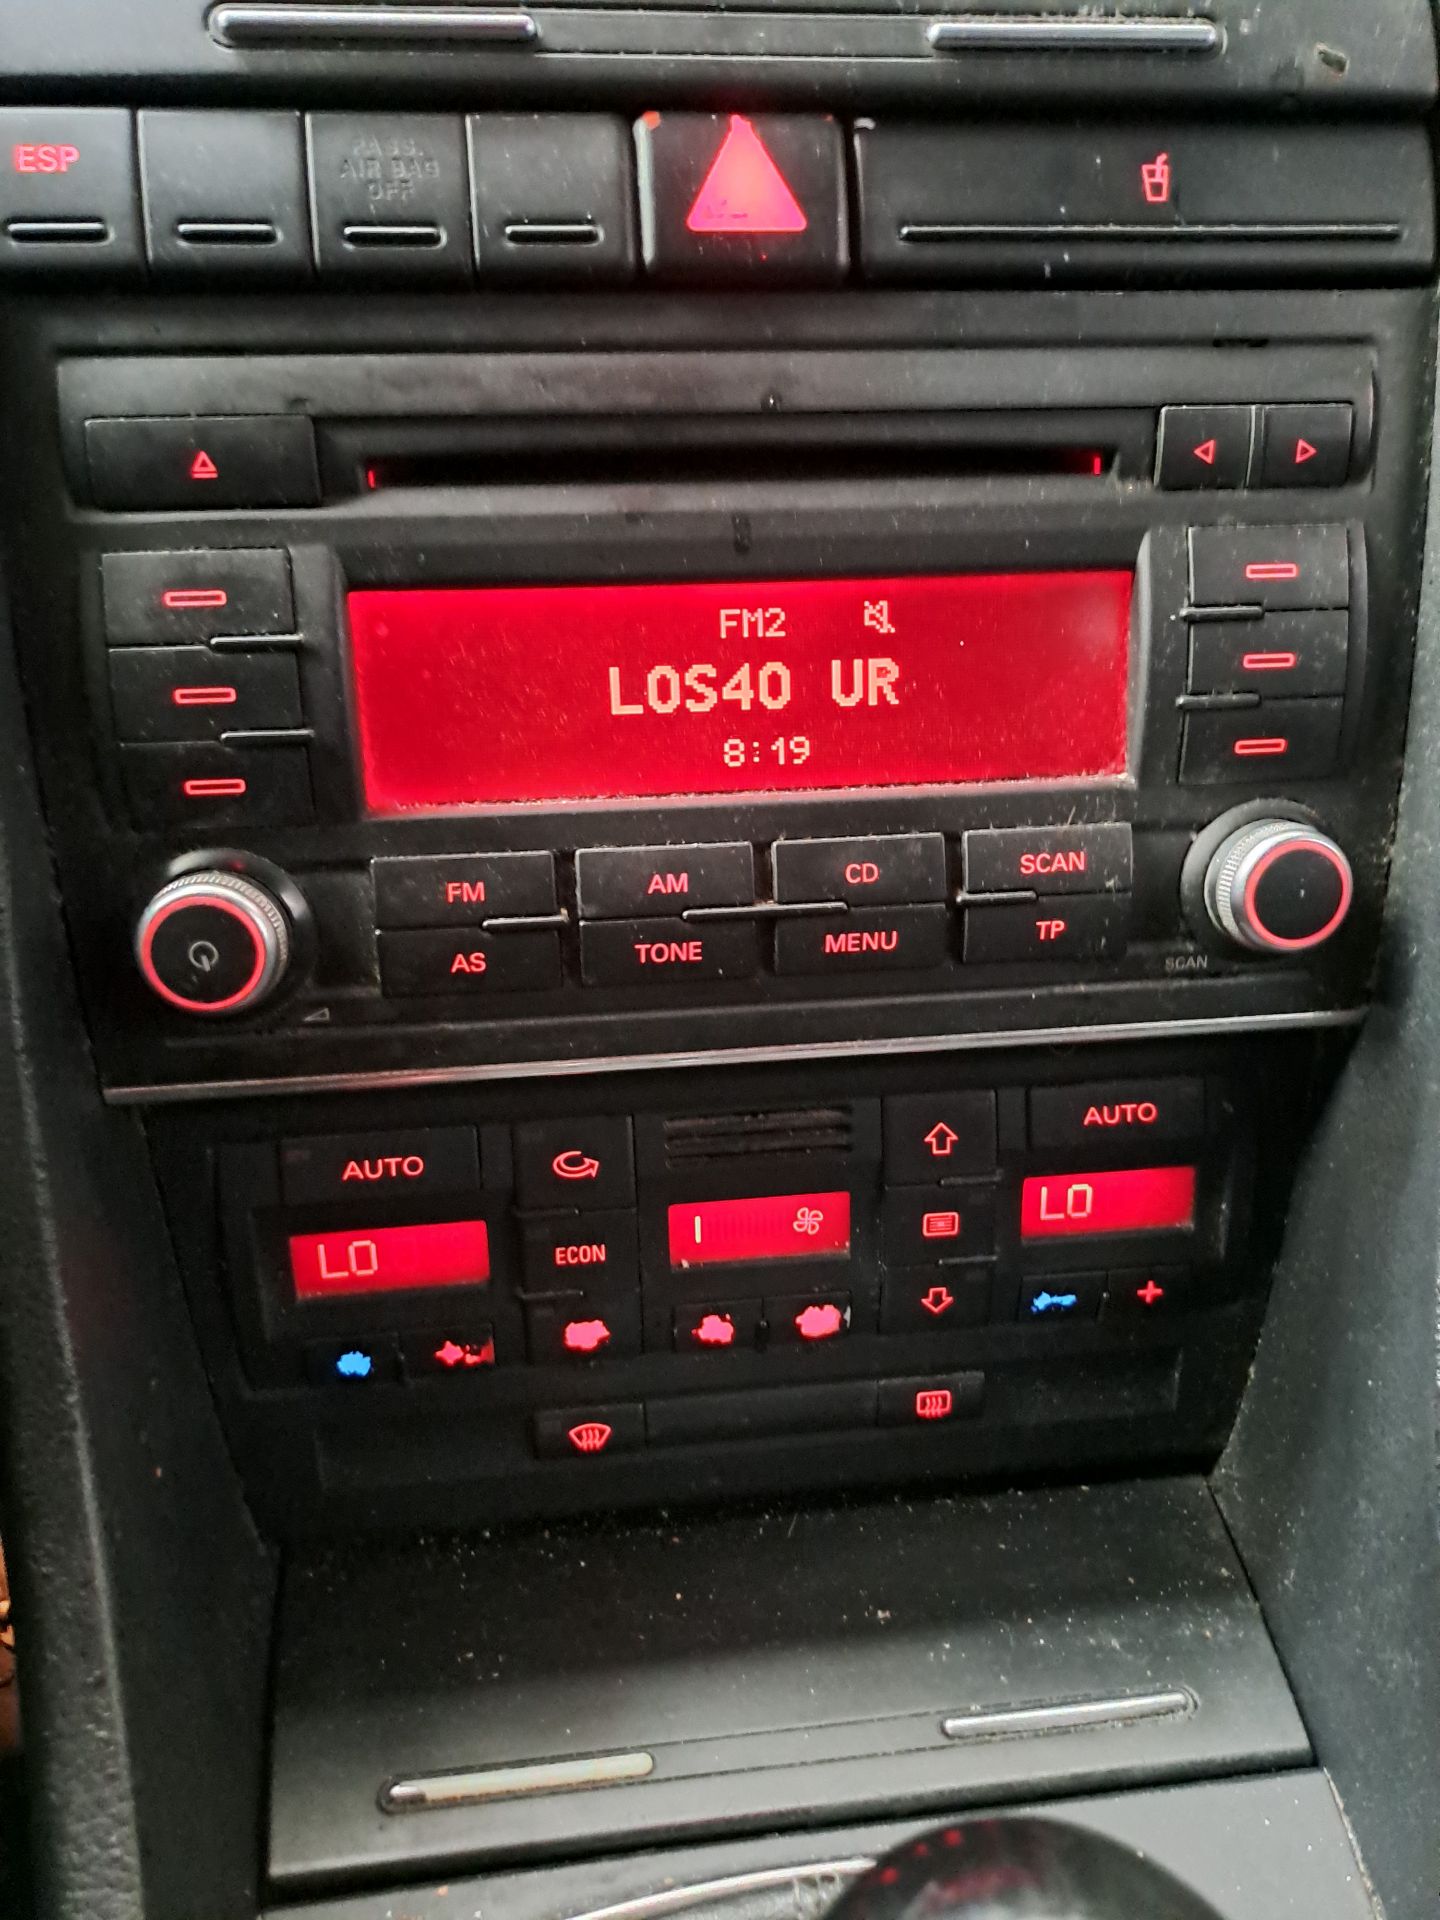 ESP
PASS.
AIR BAG
OFF
FM2
LOS40 UR
8:19
FM AM CD SCAN
AS TONE MENU TP
SCAN
AUTO AUTO
LO LO
ECON